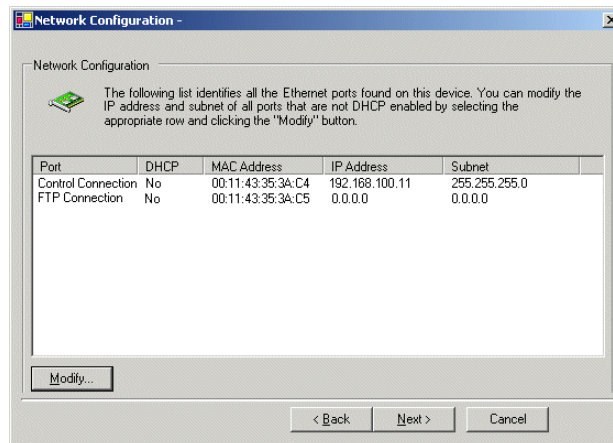 Network Configuration -
Network Configuration
The following list identifies all the Ethernet ports found on this device. You can modify the
IP address and subnet of all ports that are not DHCP enabled by selecting the
appropriate row and clicking the "Modify" button.
Port DHCP MAC Address IP Address Subnet
Control Connection No 00:11:43:35:3A:C4 192.168.100.11 255.255.255.0
FTP Connection No 00:11:43:35:3A:C5 0.0.0.0 0.0.0.0
Modify...
< Back Next > Cancel